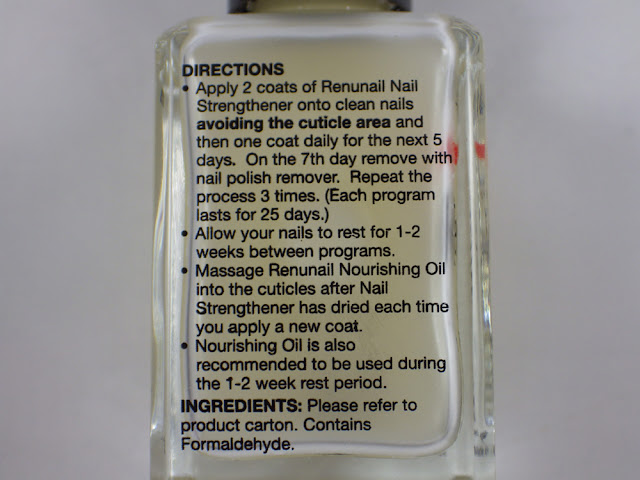 DIRECTIONS
• Apply 2 coats of Renunail Nail
Strengthener onto clean nails
avoiding the cuticle area and
then one coat daily for the next 5
days. On the 7th day remove with
nail polish remover. Repeat the
process 3 times. (Each program
lasts for 25 days.)
• Allow your nails to rest for 1-2
weeks between programs.
• Massage Renunail Nourishing Oil
into the cuticles after Nail
Strengthener has dried each time
you apply a new coat.
• Nourishing Oil is also
recommended to be used during
the 1-2 week rest period.
INGREDIENTS: Please refer to
product carton. Contains
Formaldehyde.